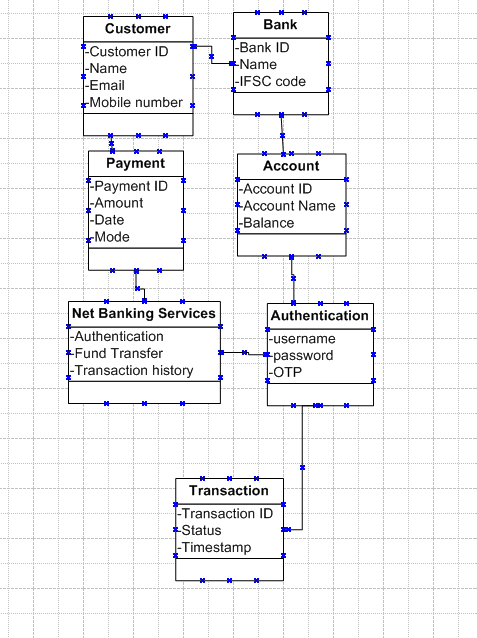 Customer
-Customer ID
-Name
-Email
-Mobile number
Bank
-Bank ID
-Name
-IFSC code
Payment
-Payment ID
-Amount
-Date
-Mode
Account
-Account ID
-Account Name
-Balance
Net Banking Services
-Authentication
-Fund Transfer
-Transaction history
Authentication
-username
-password
-OTP
Transaction
-Transaction ID
-Status
-Timestamp